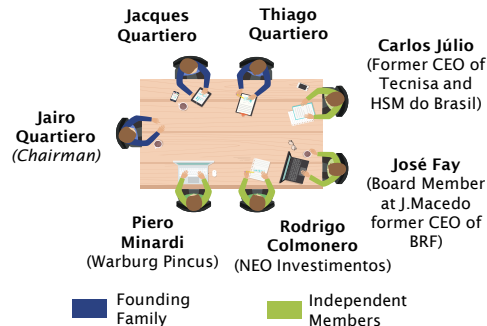 Jacques
Quartiero
Thiago
Quartiero
Carlos Júlio
(Former CEO of
Tecnisa and
HSM do Brasil)
Jairo
Quartiero
(Chairman)
José Fay
(Board Member
at J.Macedo
former CEO of
BRF)
Piero
Minardi
(Warburg Pincus)
Rodrigo
Colmonero
(NEO Investimentos)
Founding
Family
Independent
Members